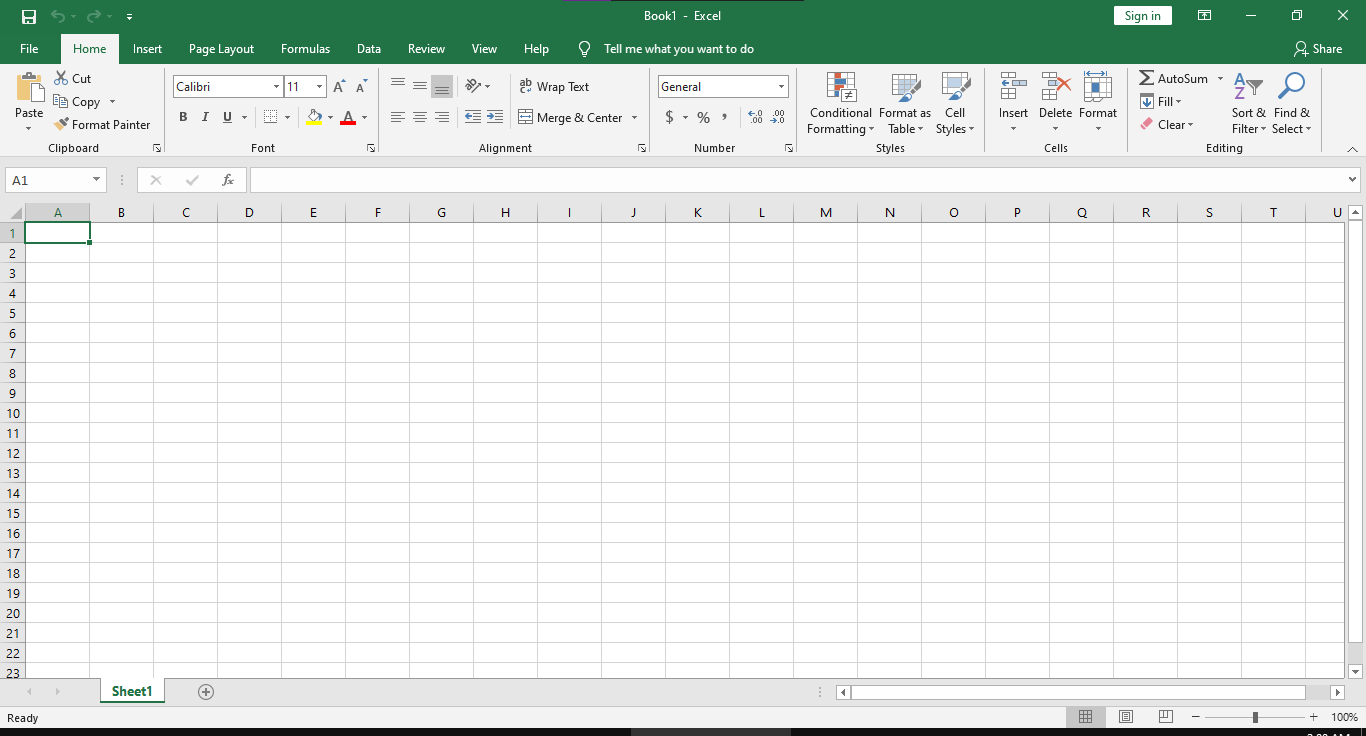 Book1 - Excel
Sign in
File Home Insert Page Layout Formulas Data Review View Help Tell me what you want to do Share
Paste
Cut
Copy
Format Painter
Clipboard
Calibri 11
B I U
Font
Wrap Text
Merge & Center
Alignment
General
$ % ,
Number
Conditional Formatting
Format as Table
Cell Styles
Styles
Insert Delete Format
Cells
AutoSum
Fill
Clear
Sort & Filter
Find & Select
Editing
A1 fx
A B C D E F G H I J K L M N O P Q R S T U
1
2
3
4
5
6
7
8
9
10
11
12
13
14
15
16
17
18
19
20
21
22
23
Sheet1
Ready 100%